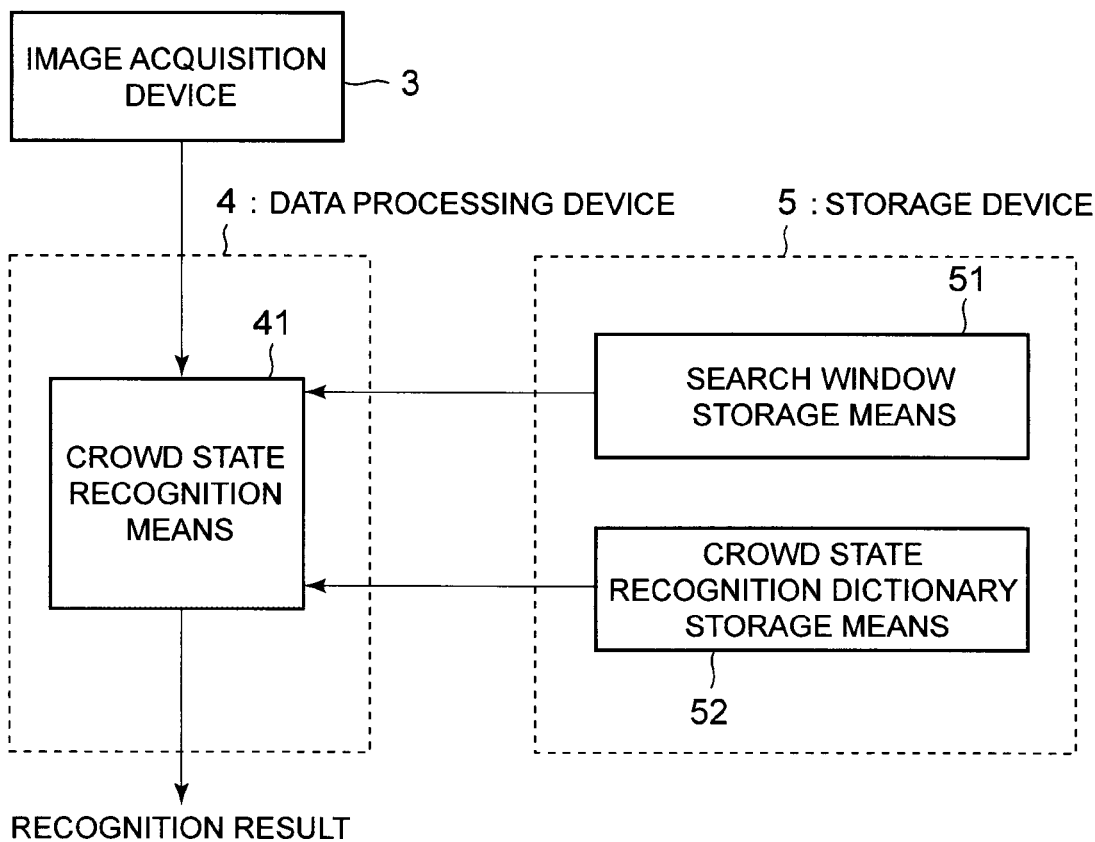 IMAGE ACQUISITION
DEVICE
3
4 : DATA PROCESSING DEVICE
5 : STORAGE DEVICE
41
CROWD STATE
RECOGNITION
MEANS
51
SEARCH WINDOW
STORAGE MEANS
CROWD STATE
RECOGNITION DICTIONARY
STORAGE MEANS
52
RECOGNITION RESULT